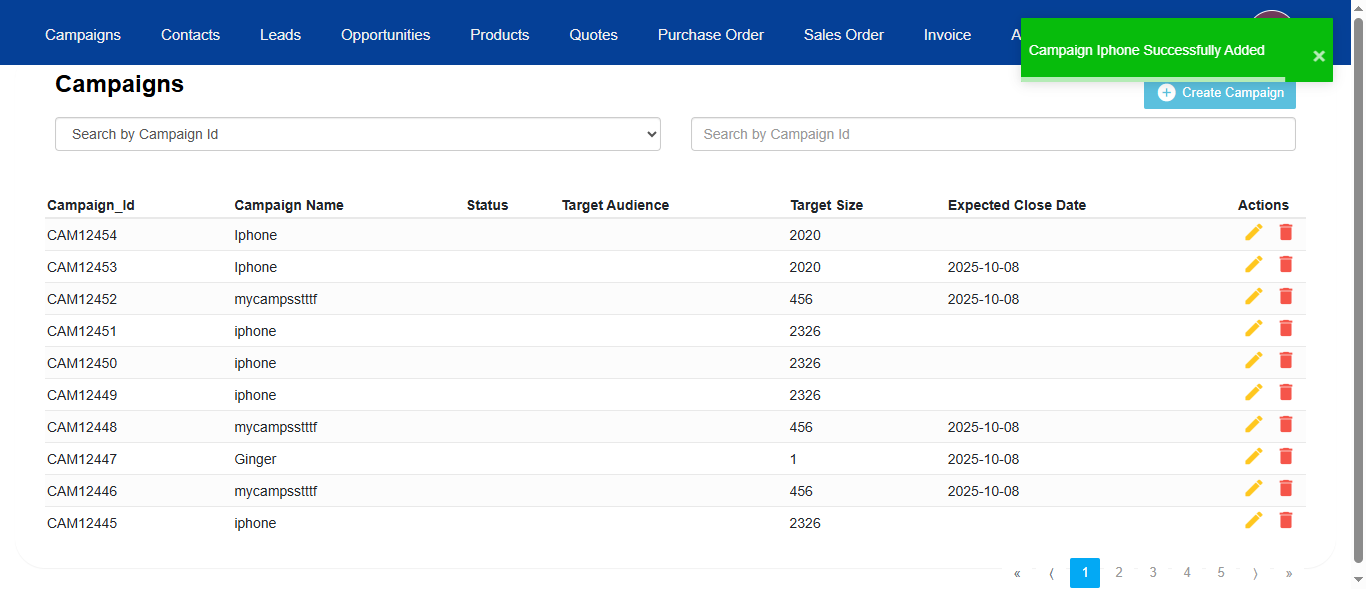 Campaigns Contacts Leads Opportunities Products Quotes Purchase Order Sales Order Invoice A
Campaign Iphone Successfully Added ×
Campaigns
Create Campaign
Search by Campaign Id Search by Campaign Id
Campaign_Id Campaign Name Status Target Audience Target Size Expected Close Date Actions
CAM12454 Iphone 2020
CAM12453 Iphone 2020 2025-10-08
CAM12452 mycampsstttf 456 2025-10-08
CAM12451 iphone 2326
CAM12450 iphone 2326
CAM12449 iphone 2326
CAM12448 mycampsstttf 456 2025-10-08
CAM12447 Ginger 1 2025-10-08
CAM12446 mycampsstttf 456 2025-10-08
CAM12445 iphone 2326
« ⟨ 1 2 3 4 5 ⟩ »